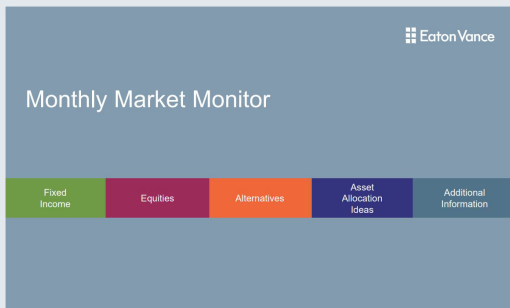 Eaton Vance
Monthly Market Monitor
Fixed
Income
Equities
Alternatives
Asset
Allocation
Ideas
Additional
Information